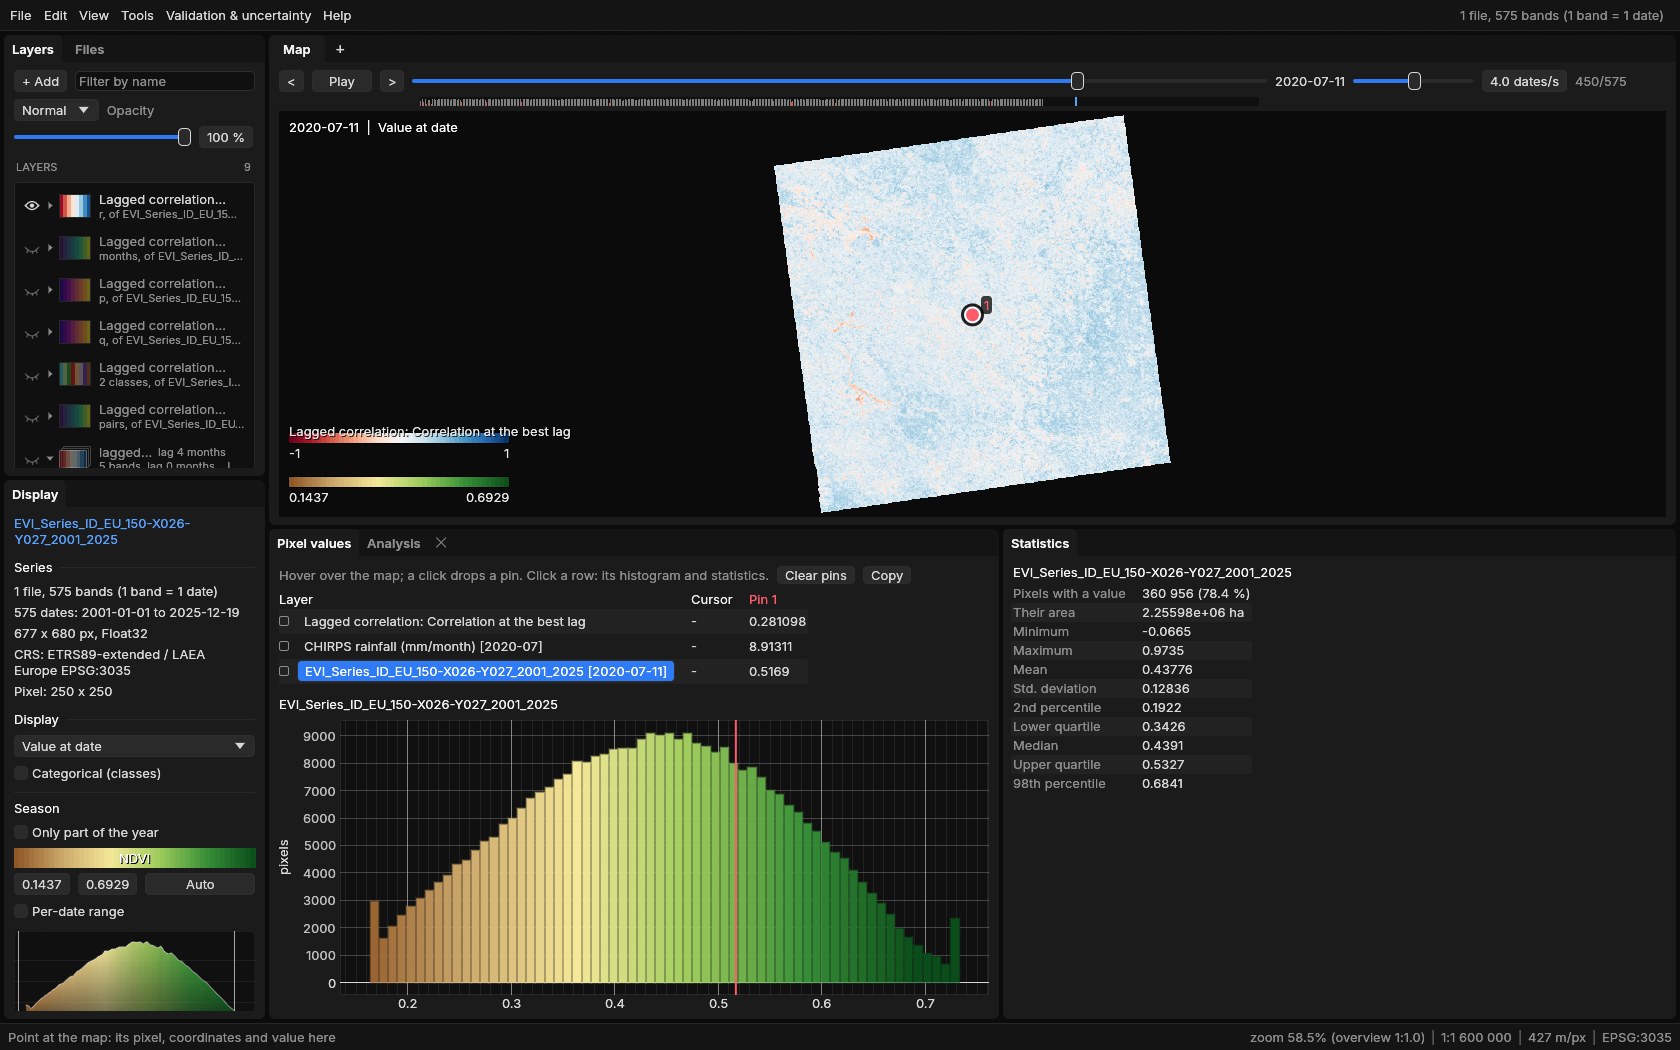 File Edit View Tools Validation & uncertainty Help
1 file, 575 bands (1 band = 1 date)
Layers Files
+ Add Filter by name
Normal Opacity
100 %
LAYERS 9
Lagged correlation...
r, of EVI_Series_ID_EU_15...
Lagged correlation...
months, of EVI_Series_ID_...
Lagged correlation...
p, of EVI_Series_ID_EU_15...
Lagged correlation...
q, of EVI_Series_ID_EU_15...
Lagged correlation...
2 classes, of EVI_Series_I...
Lagged correlation...
pairs, of EVI_Series_ID_EU...
lagged... lag 4 months
5 bands, lag 0 months...
Display
EVI_Series_ID_EU_150-X026-
Y027_2001_2025
Series
1 file, 575 bands (1 band = 1 date)
575 dates: 2001-01-01 to 2025-12-19
677 x 680 px, Float32
CRS: ETRS89-extended / LAEA
Europe EPSG:3035
Pixel: 250 x 250
Display
Value at date
Categorical (classes)
Season
Only part of the year
NDVI
0.1437 0.6929 Auto
Per-date range
Map +
< Play > 2020-07-11 4.0 dates/s 450/575
2020-07-11 | Value at date
1
Lagged correlation: Correlation at the best lag
-1 1
0.1437 0.6929
Pixel values Analysis
Hover over the map; a click drops a pin. Click a row: its histogram and statistics. Clear pins Copy
Layer Cursor Pin 1
Lagged correlation: Correlation at the best lag - 0.281098
CHIRPS rainfall (mm/month) [2020-07] - 8.91311
EVI_Series_ID_EU_150-X026-Y027_2001_2025 [2020-07-11] - 0.5169
EVI_Series_ID_EU_150-X026-Y027_2001_2025
9000
8000
7000
6000
5000
4000
3000
2000
1000
0
pixels
0.2 0.3 0.4 0.5 0.6 0.7
Statistics
EVI_Series_ID_EU_150-X026-Y027_2001_2025
Pixels with a value 360 956 (78.4 %)
Their area 2.25598e+06 ha
Minimum -0.0665
Maximum 0.9735
Mean 0.43776
Std. deviation 0.12836
2nd percentile 0.1922
Lower quartile 0.3426
Median 0.4391
Upper quartile 0.5327
98th percentile 0.6841
Point at the map: its pixel, coordinates and value here
zoom 58.5% (overview 1:1.0) | 1:1 600 000 | 427 m/px | EPSG:3035